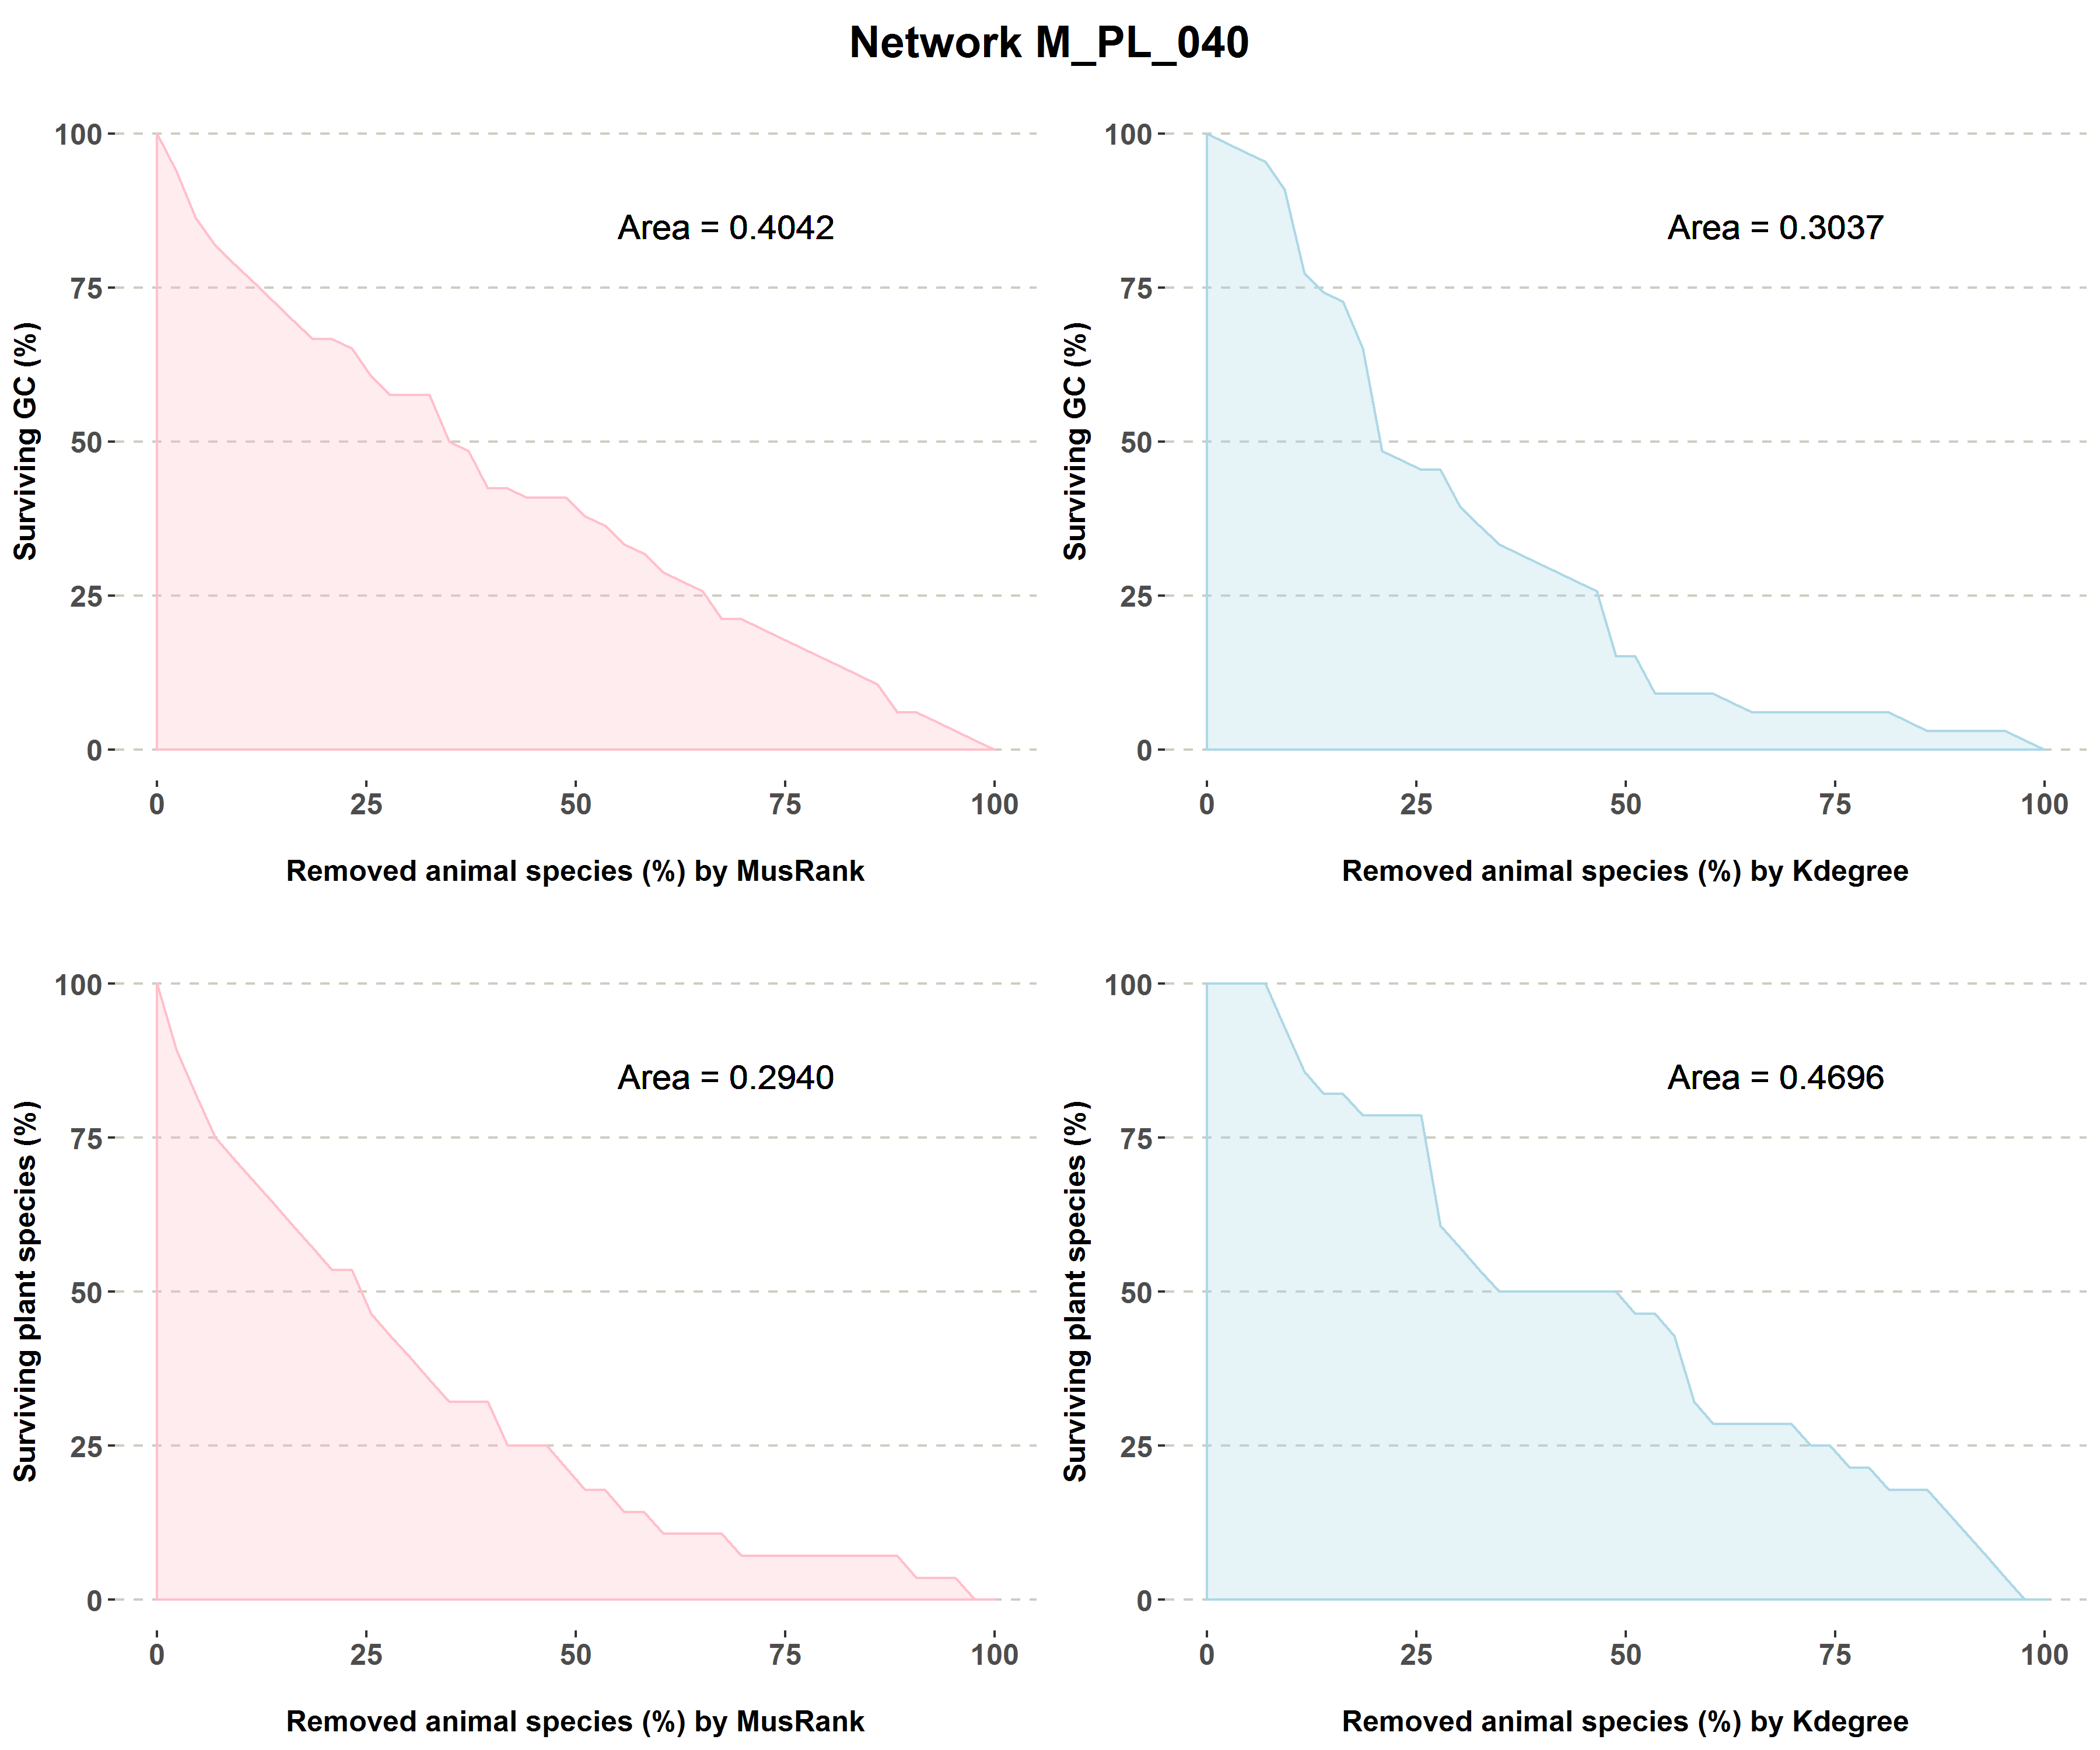 Network M_PL_040
Surviving GC (%)
100
75
50
25
0
Area = 0.4042
0 25 50 75 100
Removed animal species (%) by MusRank
Surviving GC (%)
100
75
50
25
0
Area = 0.3037
0 25 50 75 100
Removed animal species (%) by Kdegree
Surviving plant species (%)
100
75
50
25
0
Area = 0.2940
0 25 50 75 100
Removed animal species (%) by MusRank
Surviving plant species (%)
100
75
50
25
0
Area = 0.4696
0 25 50 75 100
Removed animal species (%) by Kdegree